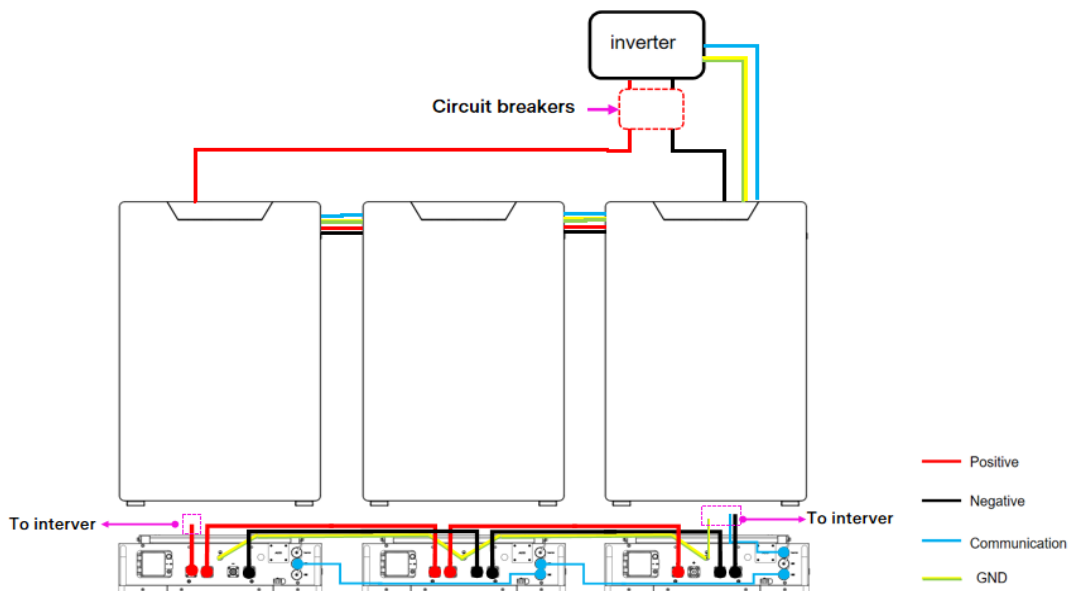 inverter
Circuit breakers
Positive
Negative
To interver
To interver
Communication
GND